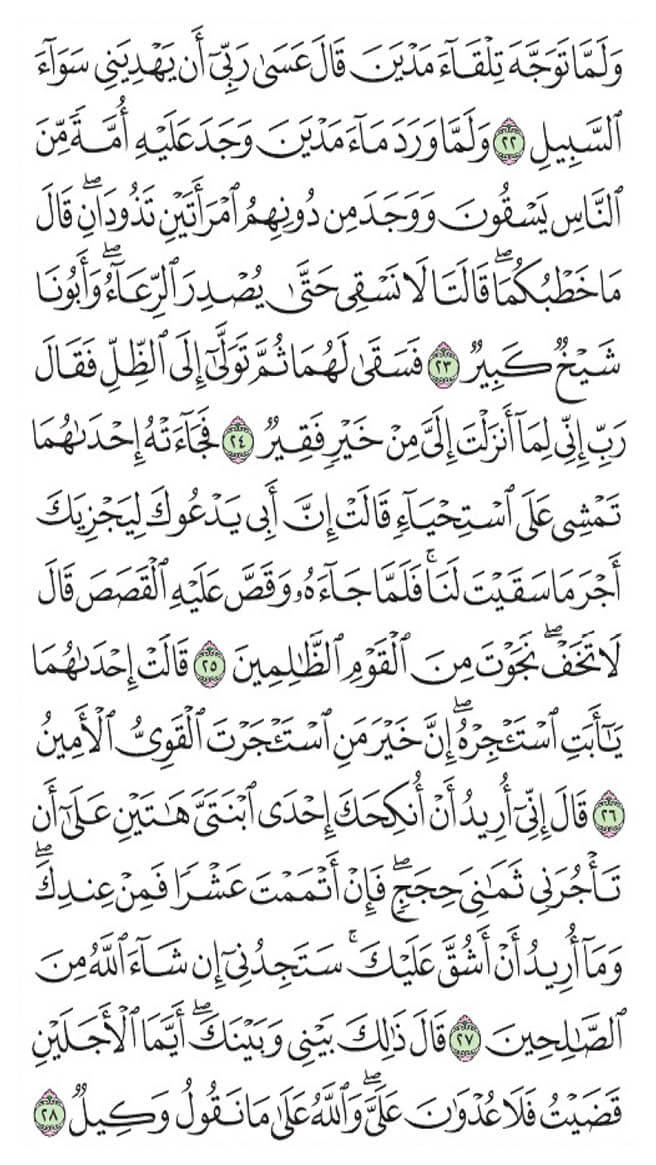 وَلَمَّا تَوَجَّهَ تِلْقَآءَ مَدْيَنَ قَالَ عَسَىٰ رَبِّىٓ أَن يَهْدِيَنِى سَوَآءَ
ٱلسَّبِيلِ ٢٢ وَلَمَّا وَرَدَ مَآءَ مَدْيَنَ وَجَدَ عَلَيْهِ أُمَّةً مِّنَ
ٱلنَّاسِ يَسْقُونَ وَوَجَدَ مِن دُونِهِمُ ٱمْرَأَتَيْنِ تَذُودَانِۖ قَالَ
مَا خَطْبُكُمَاۖ قَالَتَا لَا نَسْقِى حَتَّىٰ يُصْدِرَ ٱلرِّعَآءُۖ وَأَبُونَا
شَيْخٌ كَبِيرٌ ٢٣ فَسَقَىٰ لَهُمَا ثُمَّ تَوَلَّىٰٓ إِلَى ٱلظِّلِّ فَقَالَ
رَبِّ إِنِّى لِمَآ أَنزَلْتَ إِلَىَّ مِنْ خَيْرٍ فَقِيرٌ ٢٤ فَجَآءَتْهُ إِحْدَىٰهُمَا
تَمْشِى عَلَى ٱسْتِحْيَآءٍ قَالَتْ إِنَّ أَبِى يَدْعُوكَ لِيَجْزِيَكَ
أَجْرَ مَا سَقَيْتَ لَنَاۚ فَلَمَّا جَآءَهُۥ وَقَصَّ عَلَيْهِ ٱلْقَصَصَ قَالَ
لَا تَخَفْۖ نَجَوْتَ مِنَ ٱلْقَوْمِ ٱلظَّـٰلِمِينَ ٢٥ قَالَتْ إِحْدَىٰهُمَا
يَـٰٓأَبَتِ ٱسْتَـْٔجِرْهُۖ إِنَّ خَيْرَ مَنِ ٱسْتَـْٔجَرْتَ ٱلْقَوِىُّ ٱلْأَمِينُ
٢٦ قَالَ إِنِّىٓ أُرِيدُ أَنْ أُنكِحَكَ إِحْدَى ٱبْنَتَىَّ هَـٰتَيْنِ عَلَىٰٓ أَن
تَأْجُرَنِى ثَمَـٰنِىَ حِجَجٍۖ فَإِنْ أَتْمَمْتَ عَشْرًا فَمِنْ عِندِكَۖ
وَمَآ أُرِيدُ أَنْ أَشُقَّ عَلَيْكَۚ سَتَجِدُنِىٓ إِن شَآءَ ٱللَّهُ مِنَ
ٱلصَّـٰلِحِينَ ٢٧ قَالَ ذَٰلِكَ بَيْنِى وَبَيْنَكَۖ أَيَّمَا ٱلْأَجَلَيْنِ
قَضَيْتُ فَلَا عُدْوَٰنَ عَلَىَّۖ وَٱللَّهُ عَلَىٰ مَا نَقُولُ وَكِيلٌ ٢٨